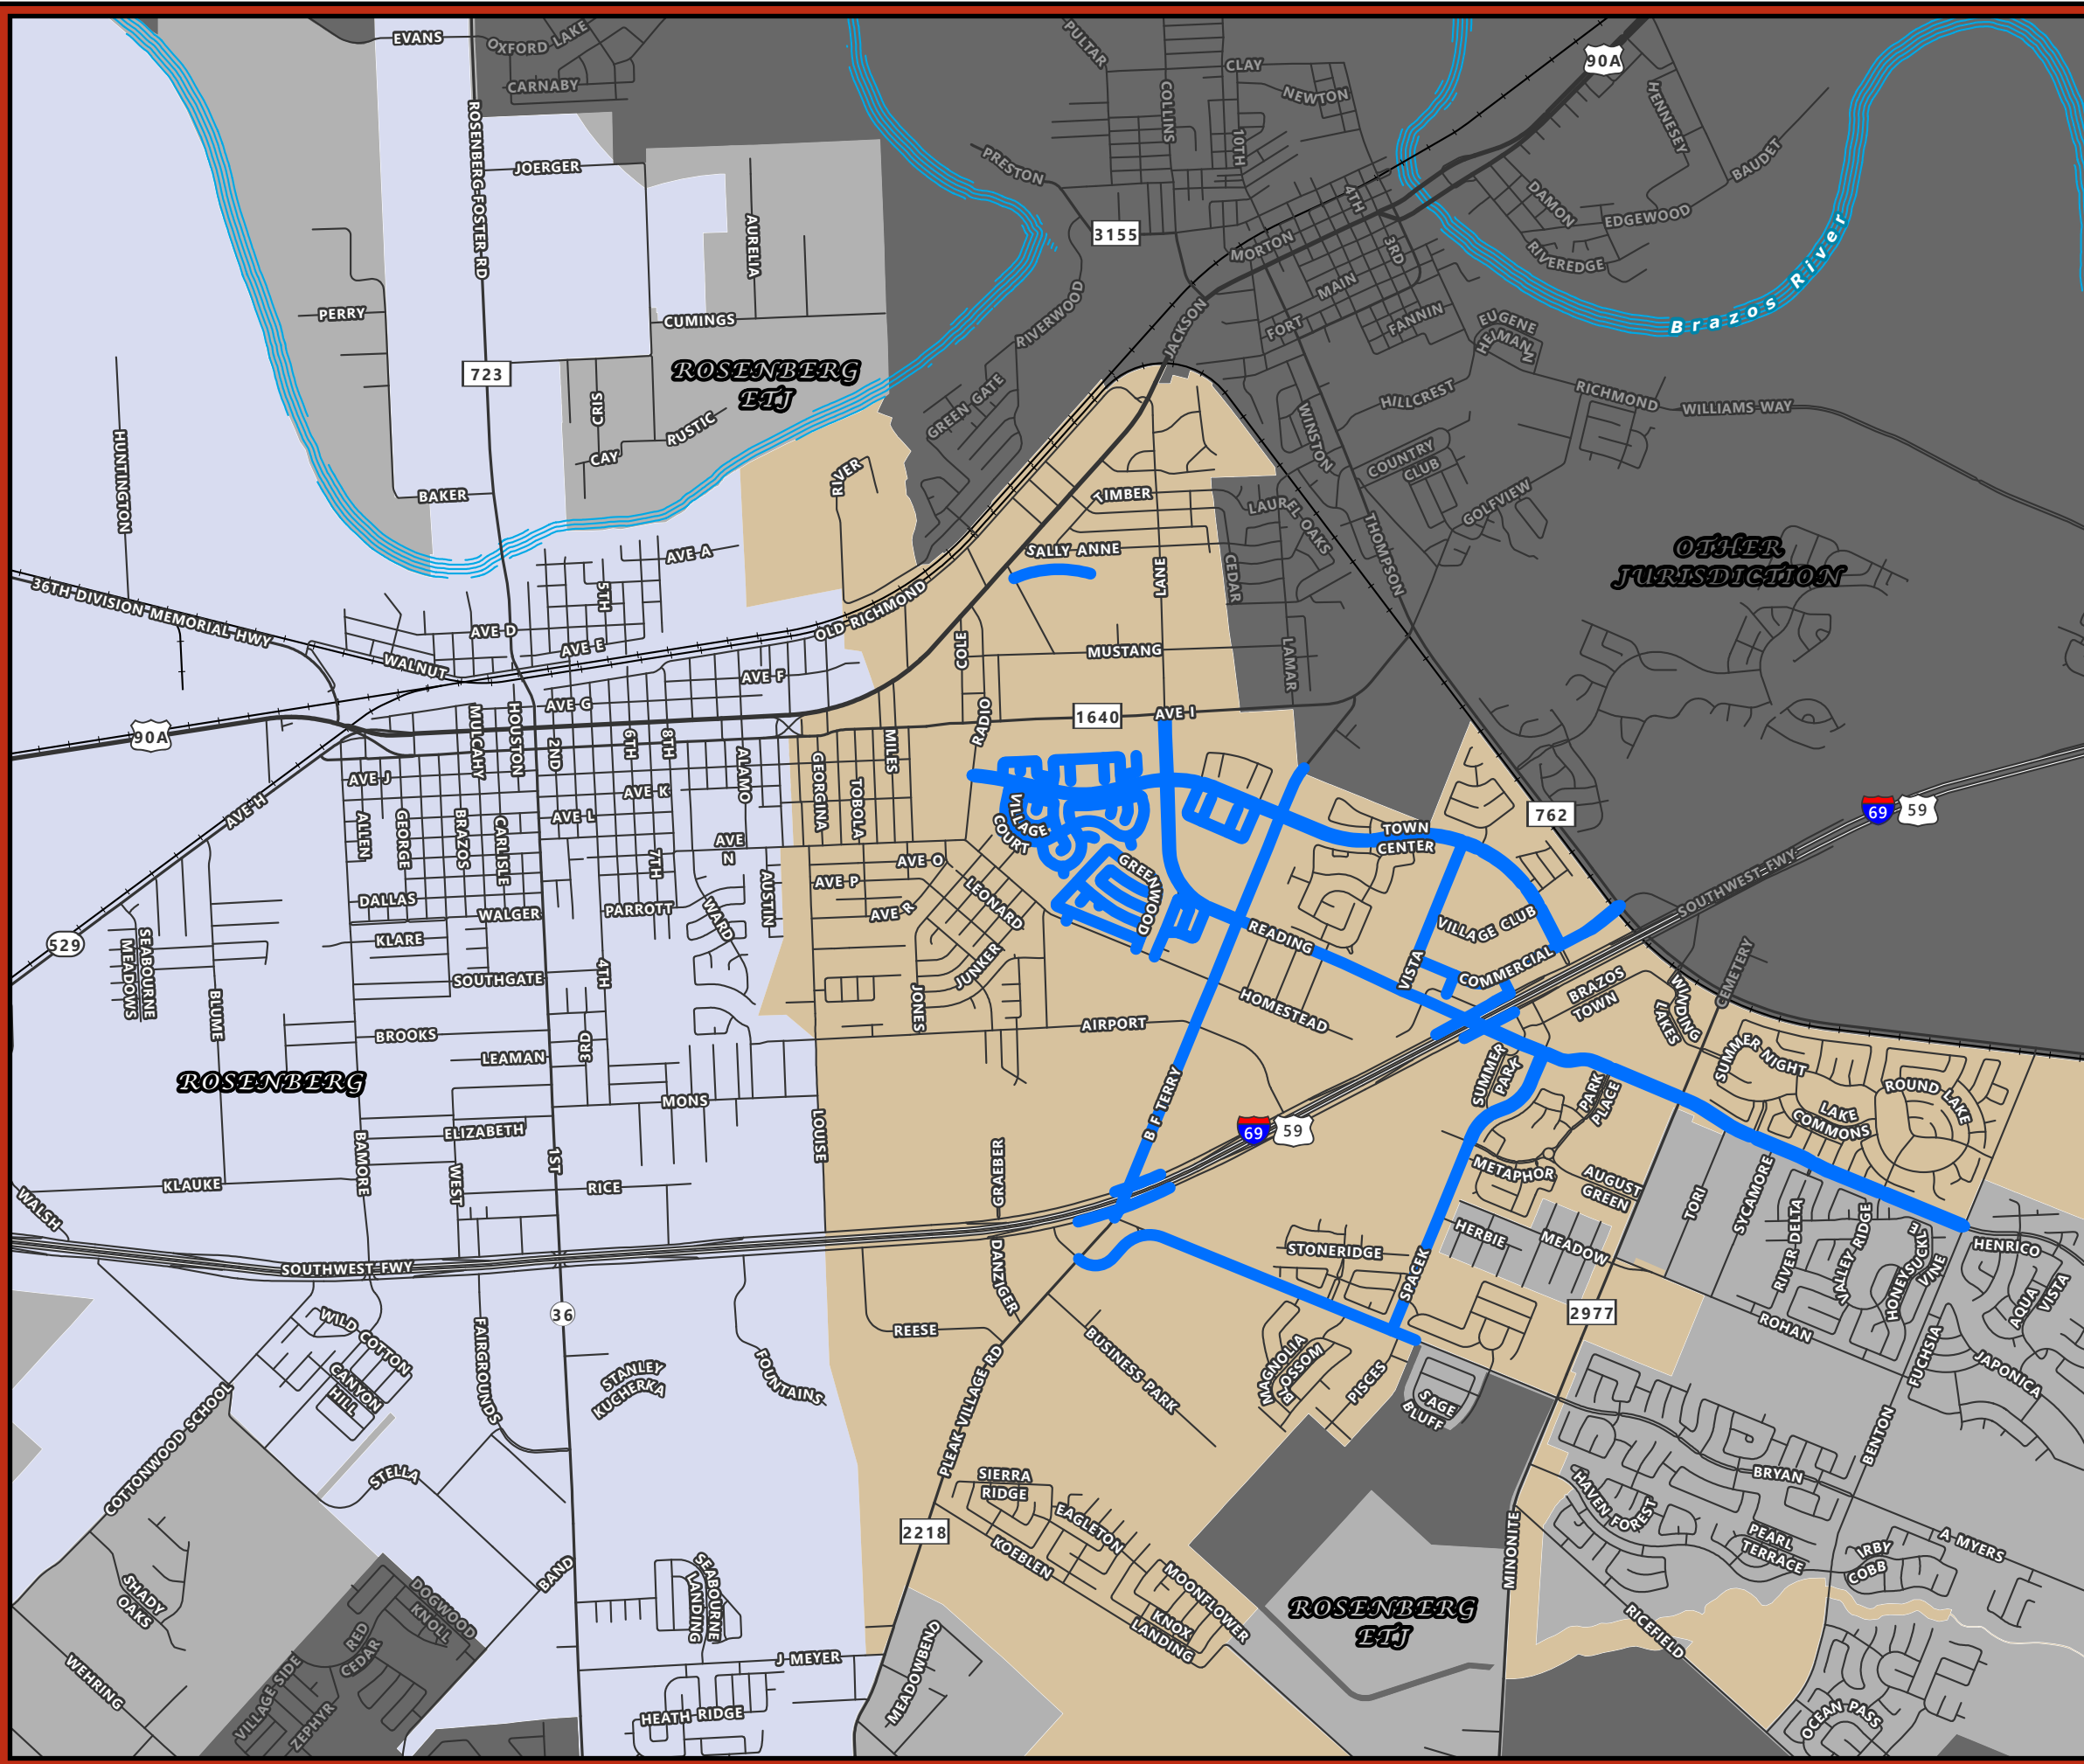 EVANS
OXFORD LAKE
CARNABY
PULTAR
CLAY
NEWTON
COLLINS
10TH
90A
HENNESEY
BAUDET
ROSENBERG-FOSTER RD
JOERGER
AURELIA
PRESTON
3155
4TH
3RD
MORTON
MAIN
DAMON
EDGEWOOD
RIVEREDGE
Brazos River
PERRY
CUMINGS
RIVERWOOD
JACKSON
FORT
FANNIN
EUGENE
HEIMANN
723
ROSENBERG
ETJ
CRIS
RUSTIC
CAY
GREEN GATE
HILLCREST
RICHMOND
WILLIAMS WAY
HUNTINGTON
BAKER
RIVER
TIMBER
WINSTON
COUNTRY
CLUB
GOLFVIEW
LAUREL OAKS
THOMPSON
OTHER
JURISDICTION
36TH DIVISION MEMORIAL HWY
AVE A
5TH
SALLY ANNE
LANE
CEDAR
AVE D
AVE E
OLD RICHMOND
WALNUT
COLE
MUSTANG
LAMAR
AVE F
AVE G
90A
MULCAHY
HOUSTON
2ND
6TH
8TH
ALAMO
MILES
RADIO
1640
AVE I
AVE J
AVE H
GEORGINA
TOBOLA
AVE K
AVE L
ALLEN
GEORGE
BRAZOS
CARLISLE
7TH
AVE
N
AUSTIN
AVE O
AVE P
AVE R
LEONARD
VILLAGE
COURT
GREENWOOD
TOWN
CENTER
762
69
59
SOUTHWEST FWY
DALLAS
WALGER
PARROTT
WARD
KLARE
529
SEABOURNE
MEADOWS
SOUTHGATE
4TH
JUNKER
JONES
READING
VILLAGE CLUB
VISTA
COMMERCIAL
BRAZOS
TOWN
HOMESTEAD
AIRPORT
WINDING
LAKES
CEMETERY
BLUME
BROOKS
LEAMAN
3RD
ROSENBERG
MONS
LOUISE
B F TERRY
69
59
SUMMER
PARK
PARK
PLACE
SUMMER NIGHT
ROUND LAKE
LAKE
COMMONS
ELIZABETH
BAMORE
WEST
1ST
RICE
KLAUKE
WALSH
GRAEBER
METAPHOR
AUGUST
GREEN
TORI
SYCAMORE
RIVER DELTA
VALLEY RIDGE
HONEYSUCKLE
VINE
HENRICO
AQUA
VISTA
SOUTHWEST FWY
DANZIGER
STONERIDGE
SPACEK
HERBIE
MEADOW
36
2977
ROHAN
WILD COTTON
FAIRGROUNDS
REESE
BUSINESS PARK
MAGNOLIA
BLOSSOM
PISCES
SAGE
BLUFF
FUCHSIA
JAPONICA
CANYON
HILL
STANLEY
KUCHERKA
FOUNTAINS
COTTONWOOD SCHOOL
PLEAK VILLAGE RD
STELLA
SIERRA
RIDGE
EAGLETON
KOEBLEN
2218
BENTON
BRYAN
HAVEN FOREST
PEARL
TERRACE
A MYERS
IRBY
COBB
MINONITE
SHADY
OAKS
DOGWOOD
KNOLL
BAND
SEABOURNE
LANDING
MOONFLOWER
KNOX
LANDING
ROSENBERG
ETJ
RICEFIELD
RED
CEDAR
J MEYER
MEADOWBEND
WEHRING
VILLAGE SIDE
ZEPHYR
HEATH RIDGE
OCEAN PASS